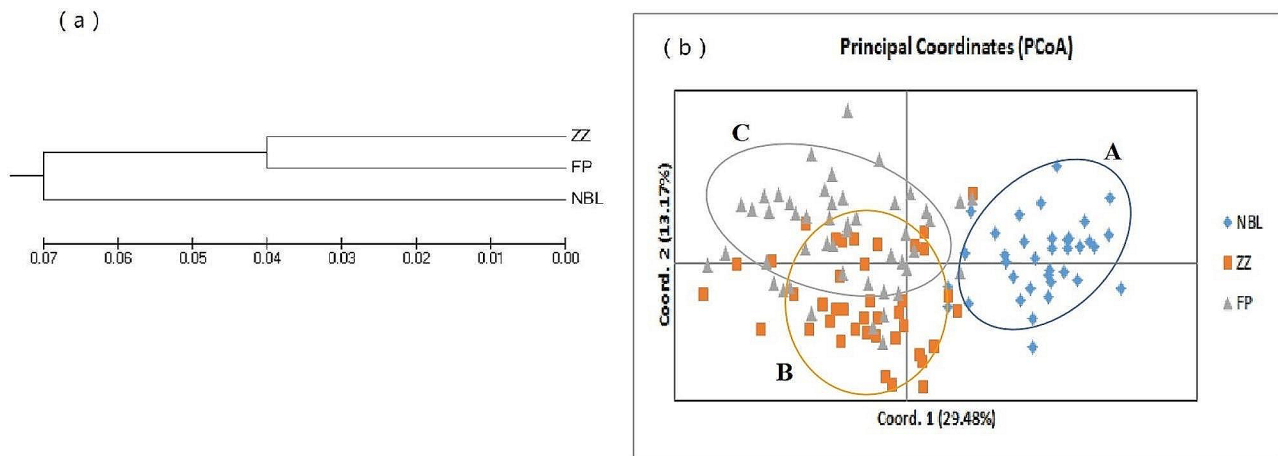 ( a )
ZZ
FP
NBL
0.07 0.06 0.05 0.04 0.03 0.02 0.01 0.00
( b )
Principal Coordinates (PCoA)
C
A
B
Coord. 2 (13.17%)
Coord. 1 (29.48%)
NBL
ZZ
FP